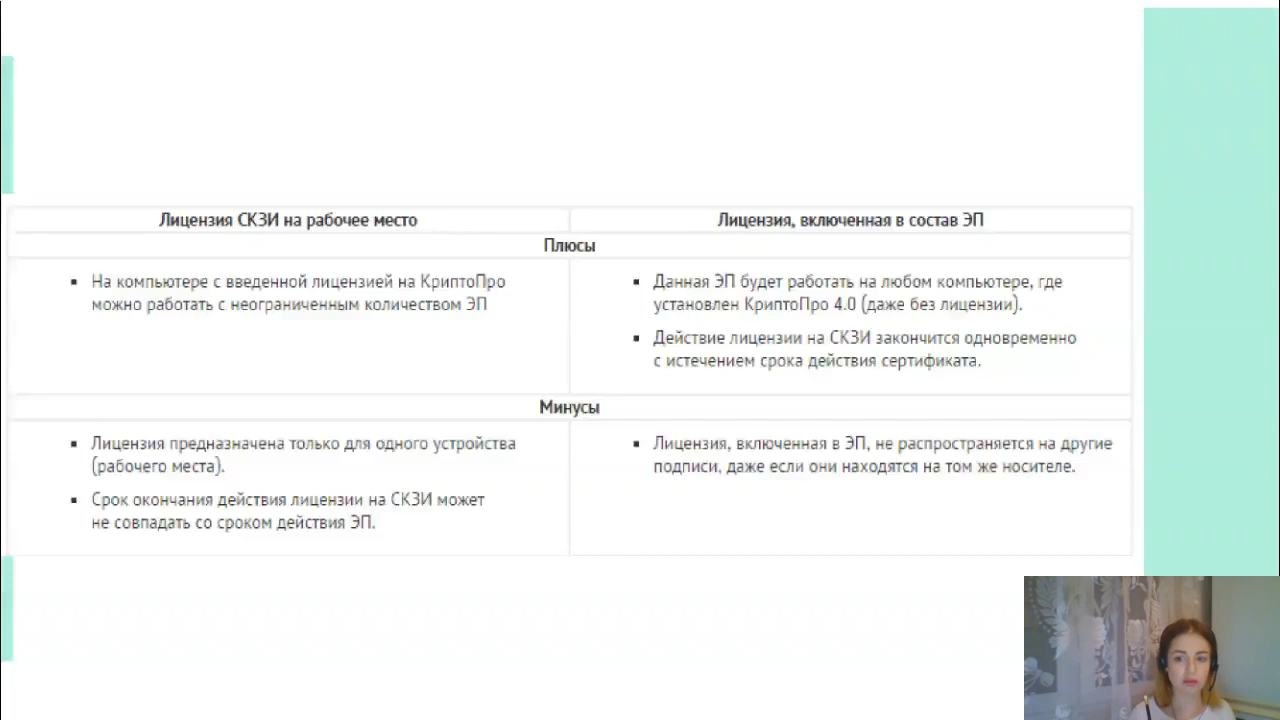 Лицензия СКЗИ на рабочее место
Лицензия, включенная в состав ЭП
Плюсы
▪ На компьютере с введенной лицензией на КриптоПро
можно работать с неограниченным количеством ЭП
▪ Данная ЭП будет работать на любом компьютере, где
установлен КриптоПро 4.0 (даже без лицензии).
▪ Действие лицензии на СКЗИ закончится одновременно
с истечением срока действия сертификата.
Минусы
▪ Лицензия предназначена только для одного устройства
(рабочего места).
▪ Срок окончания действия лицензии на СКЗИ может
не совпадать со сроком действия ЭП.
▪ Лицензия, включенная в ЭП, не распространяется на другие
подписи, даже если они находятся на том же носителе.